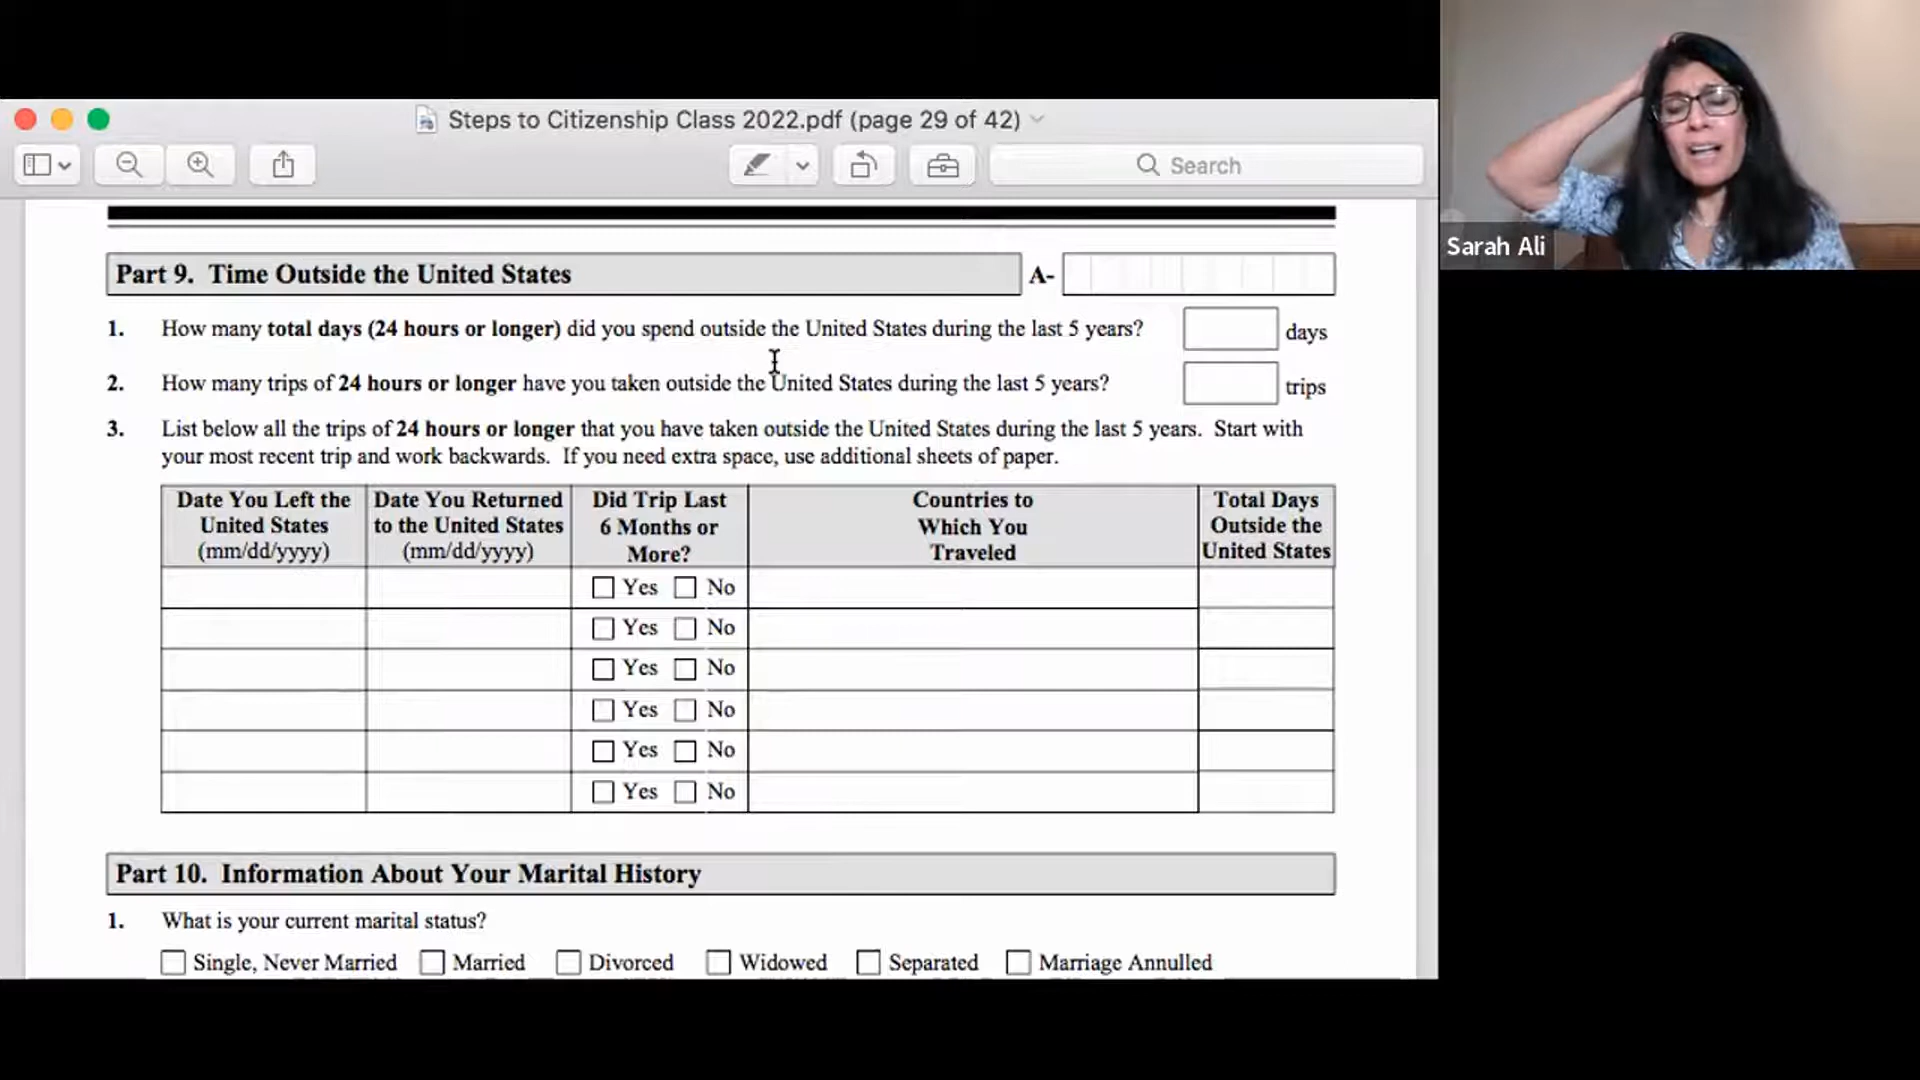 Steps to Citizenship Class 2022.pdf (page 29 of 42)
Search
Sarah Ali
Part 9. Time Outside the United States
A-
1. How many total days (24 hours or longer) did you spend outside the United States during the last 5 years?
days
2. How many trips of 24 hours or longer have you taken outside the United States during the last 5 years?
trips
3. List below all the trips of 24 hours or longer that you have taken outside the United States during the last 5 years. Start with
your most recent trip and work backwards. If you need extra space, use additional sheets of paper.
Date You Left the
United States
(mm/dd/yyyy)
Date You Returned
to the United States
(mm/dd/yyyy)
Did Trip Last
6 Months or
More?
Countries to
Which You
Traveled
Total Days
Outside the
United States
Yes No
Yes No
Yes No
Yes No
Yes No
Yes No
Part 10. Information About Your Marital History
1. What is your current marital status?
Single, Never Married Married Divorced Widowed Separated Marriage Annulled